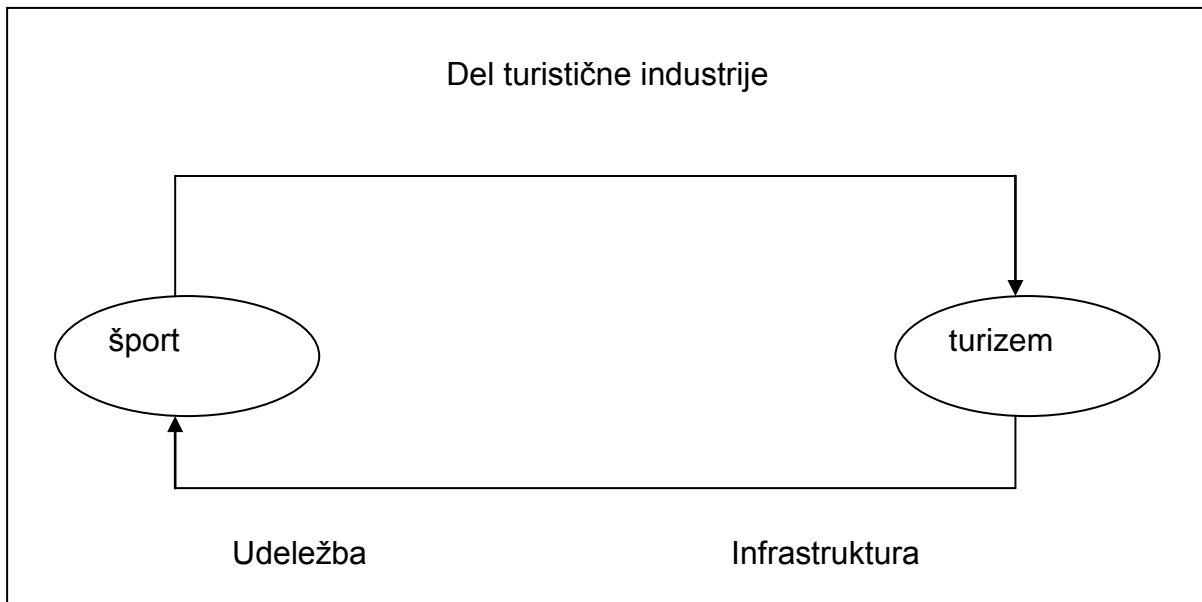 Del turistične industrije
šport
turizem
Udeležba
Infrastruktura